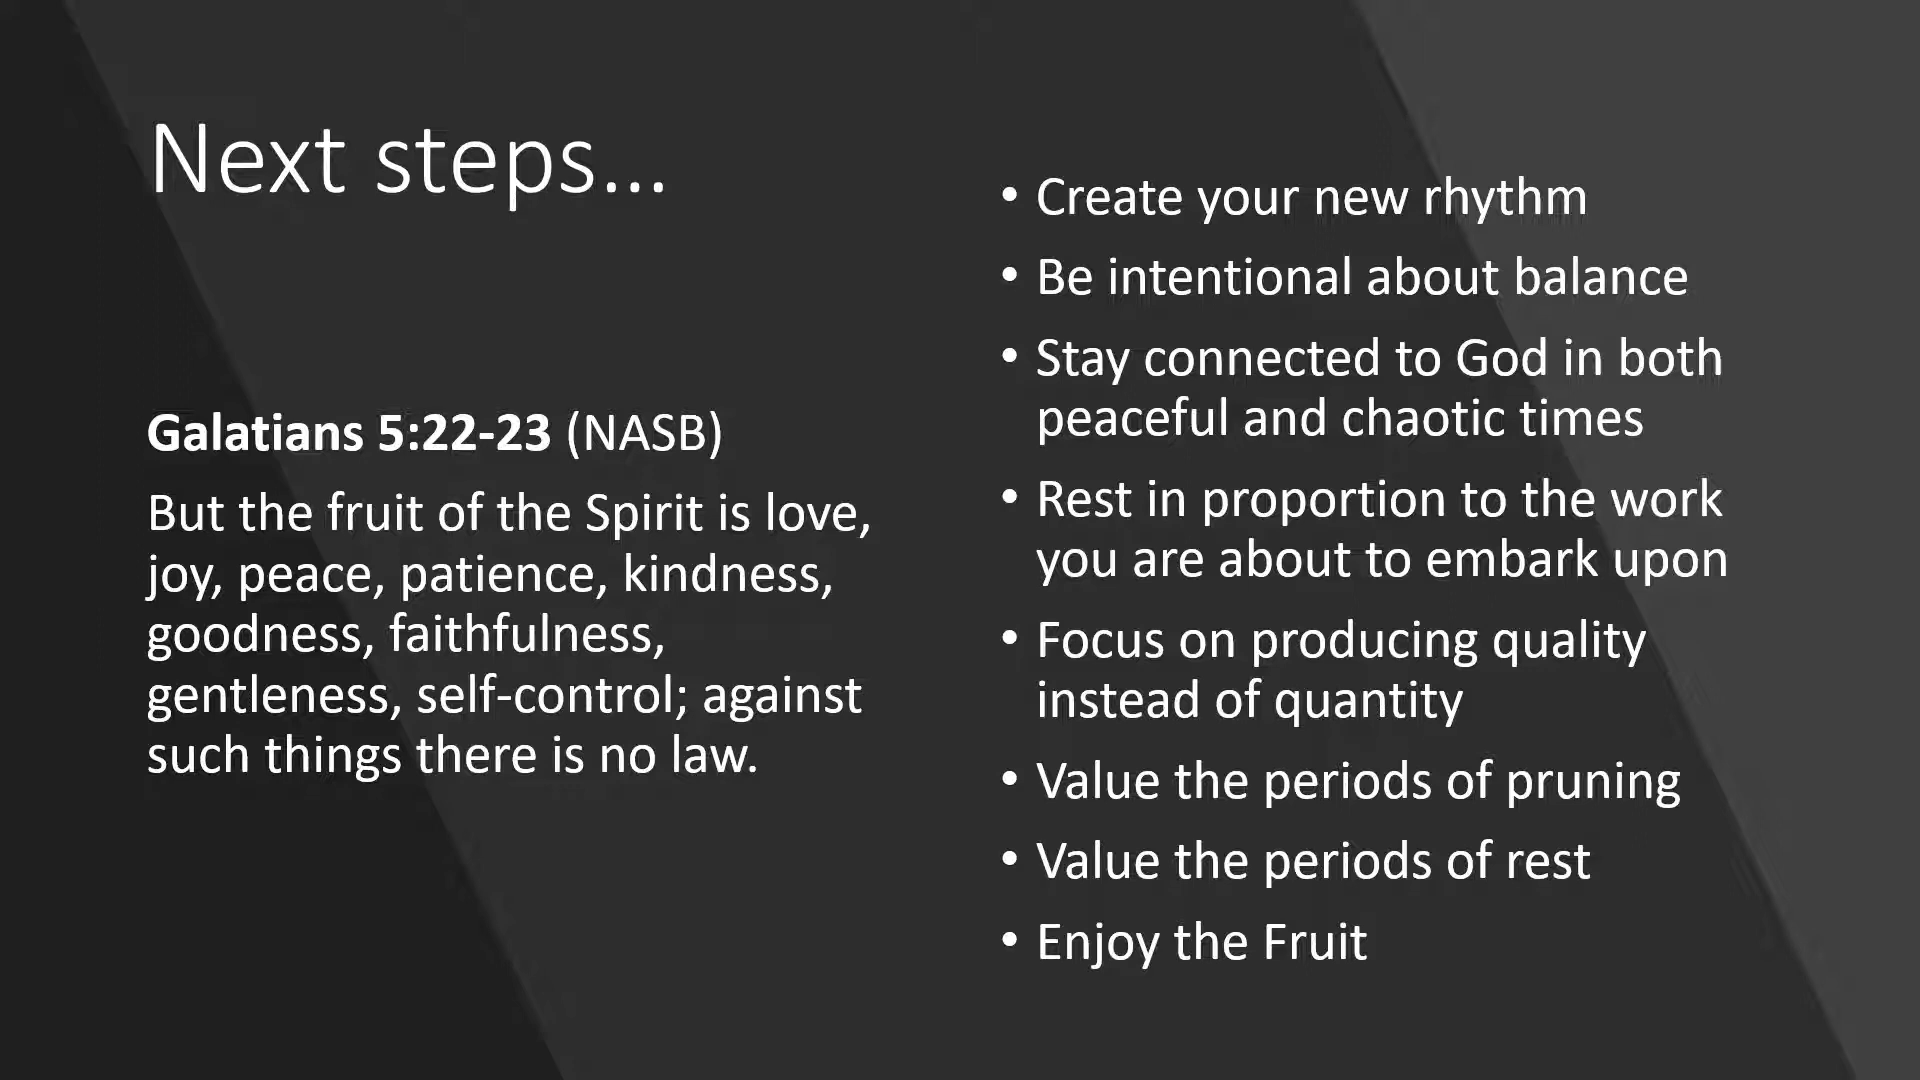 Next steps...
Galatians 5:22-23 (NASB)
But the fruit of the Spirit is love,
joy, peace, patience, kindness,
goodness, faithfulness,
gentleness, self-control; against
such things there is no law.
• Create your new rhythm
• Be intentional about balance
• Stay connected to God in both
peaceful and chaotic times
• Rest in proportion to the work
you are about to embark upon
• Focus on producing quality
instead of quantity
• Value the periods of pruning
• Value the periods of rest
• Enjoy the Fruit